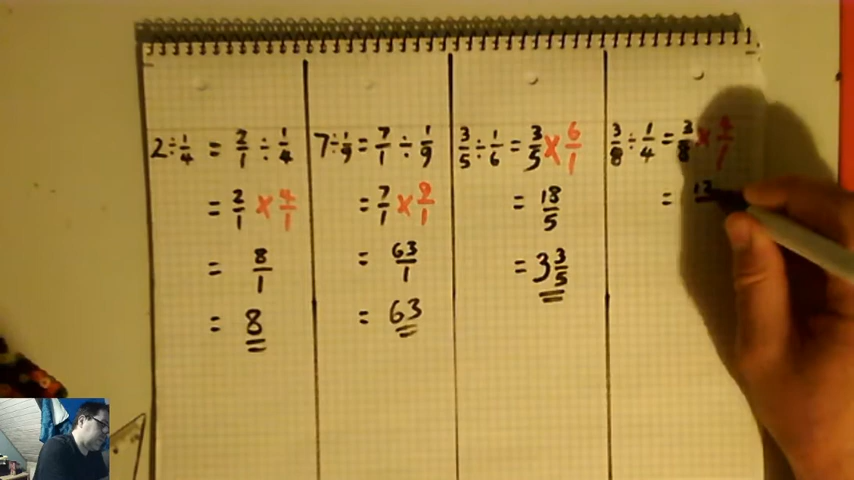 2 ÷ 1/4 = 2/1 ÷ 1/4
= 2/1 × 4/1
= 8/1
= 8
7 ÷ 1/9 = 7/1 ÷ 1/9
= 7/1 × 9/1
= 63/1
= 63
3/5 ÷ 1/6 = 3/5 × 6/1
= 18/5
= 3 3/5
3/8 ÷ 1/4 = 3/8 × 4/1
= 12